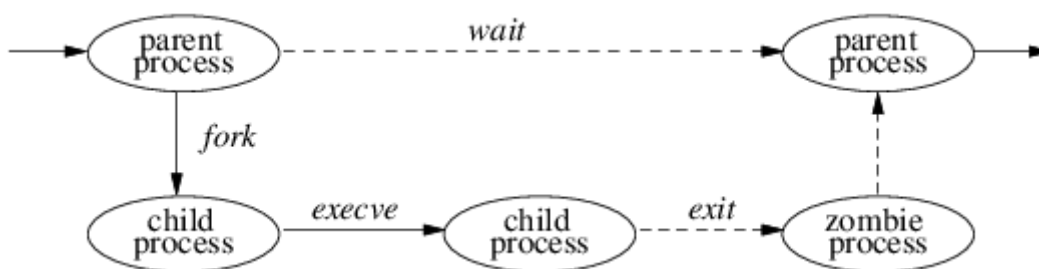 parent
process
wait
parent
process
fork
child
process
execve
child
process
exit
zombie
process